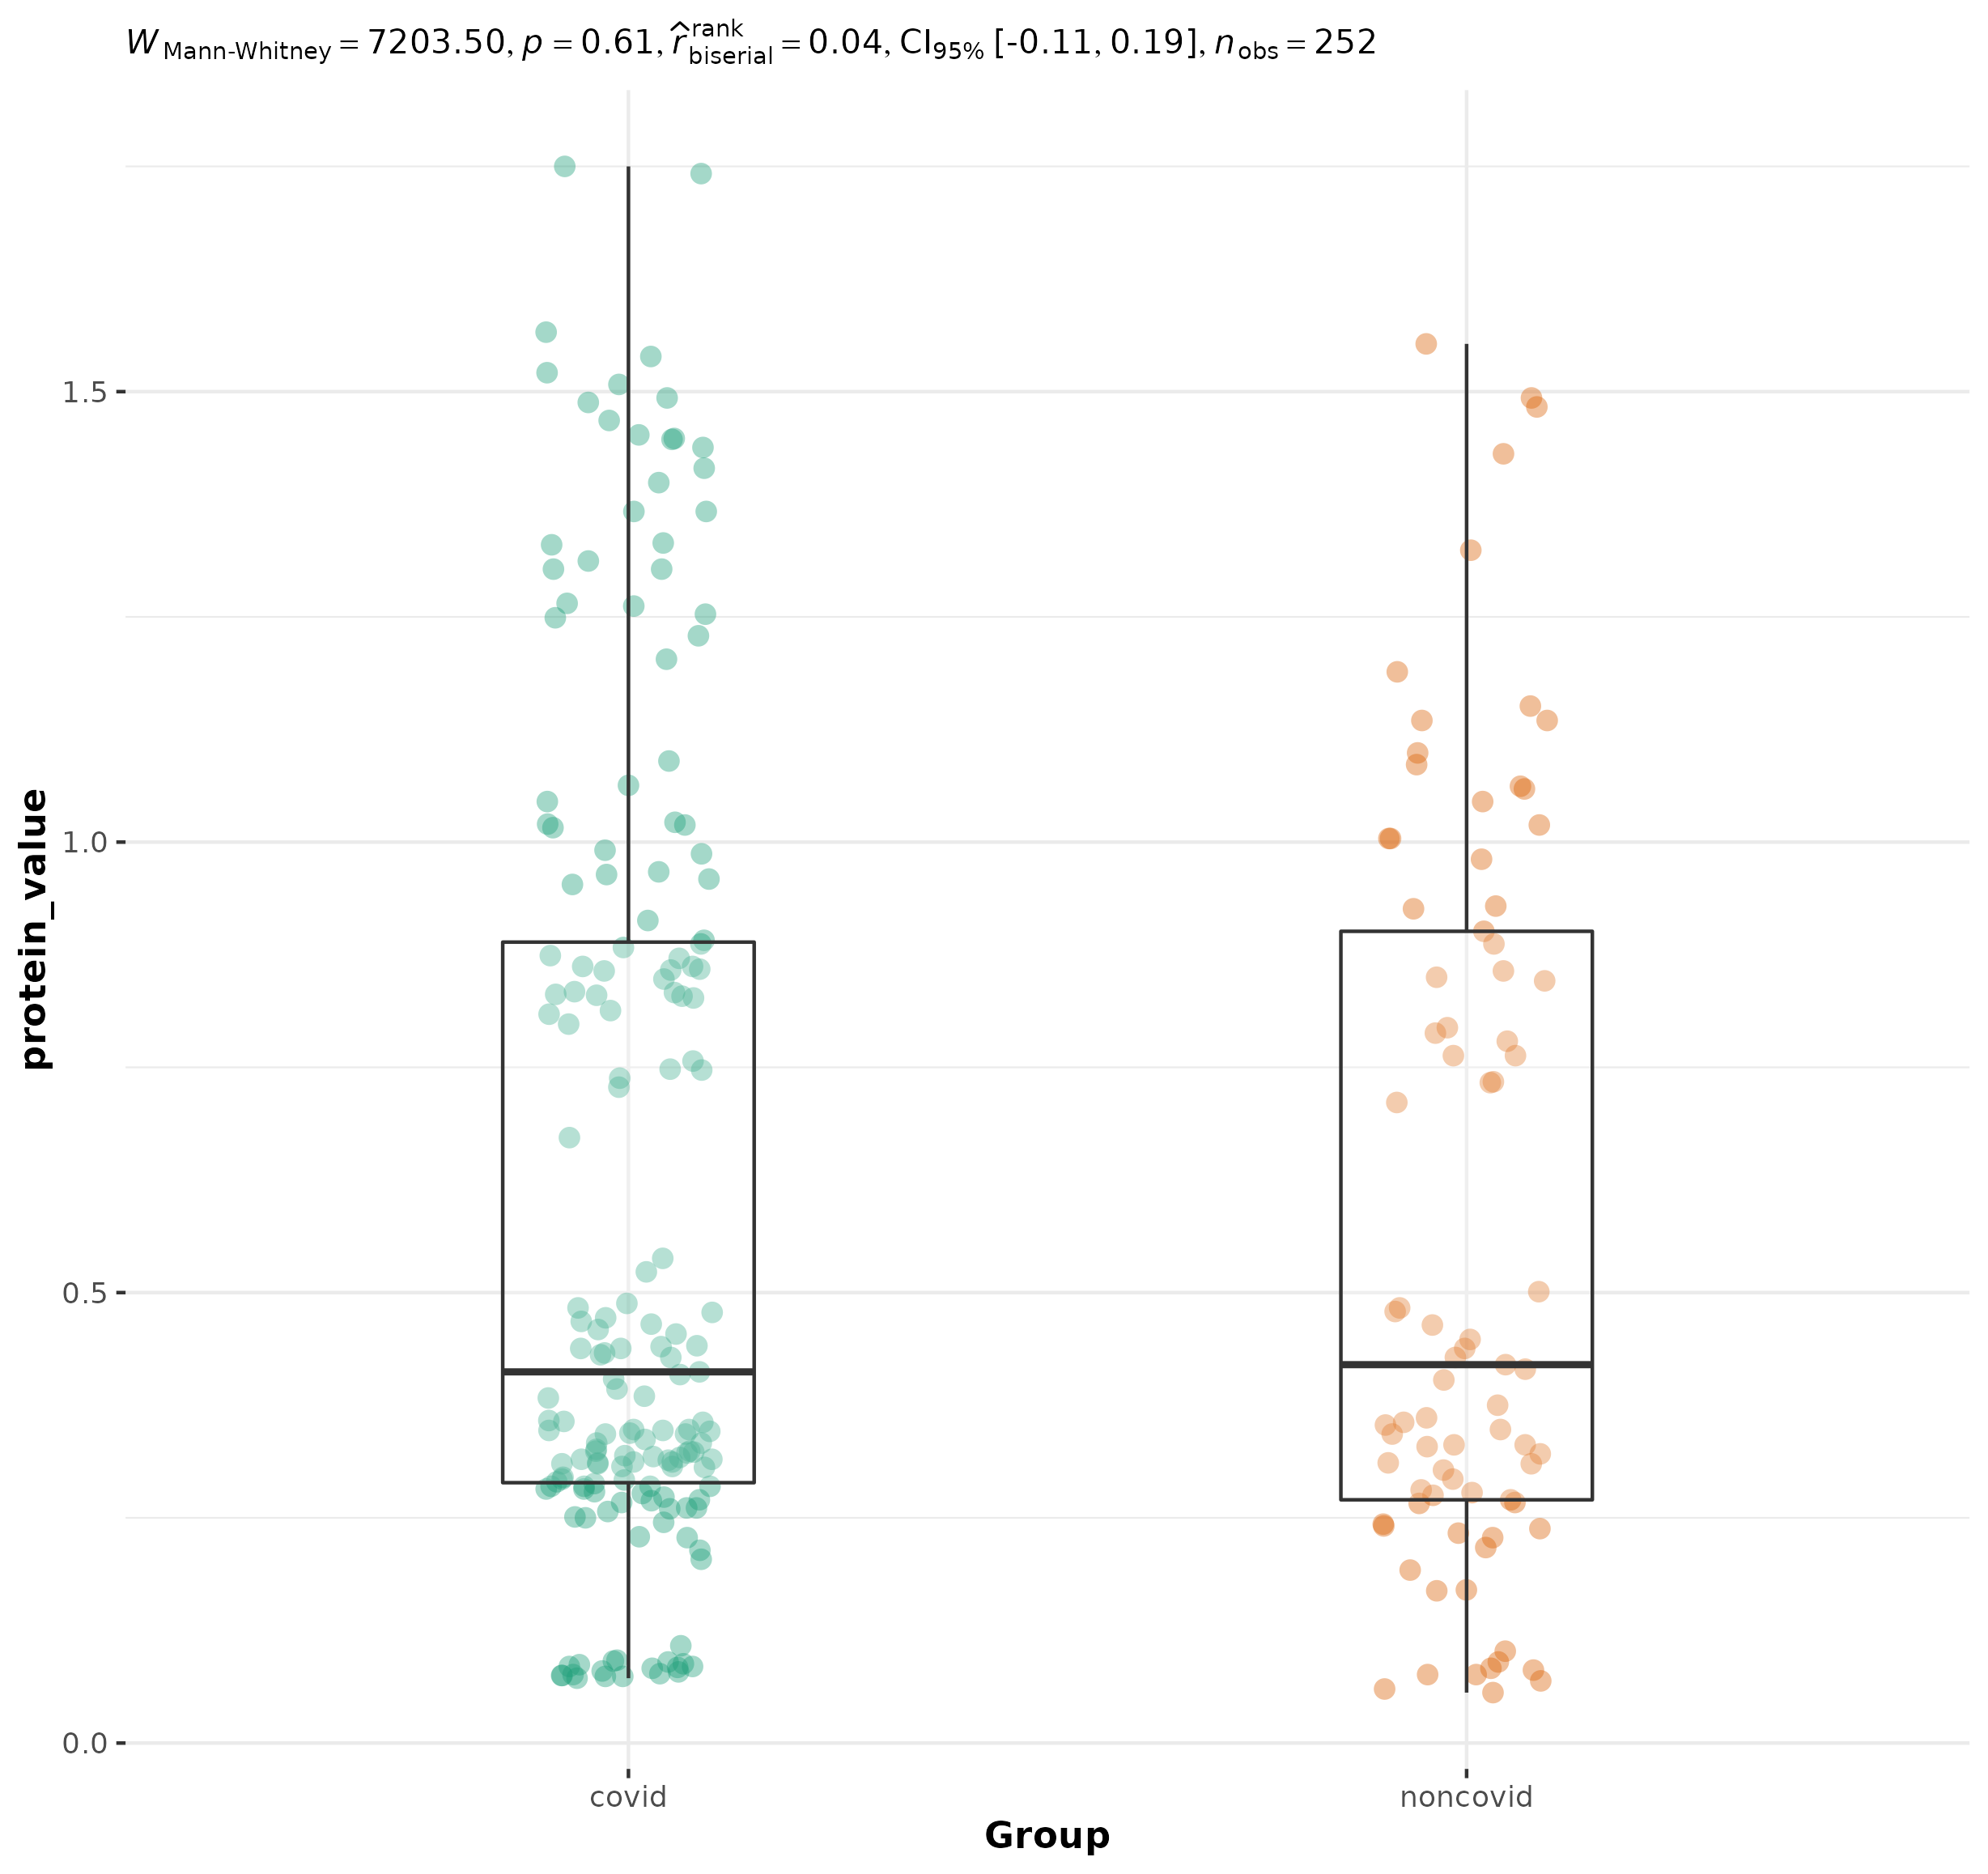 W Mann-Whitney = 7203.50, p = 0.61, r̂ rank biserial = 0.04, CI95% [-0.11, 0.19], n obs = 252
protein_value
1.5
1.0
0.5
0.0
covid noncovid
Group